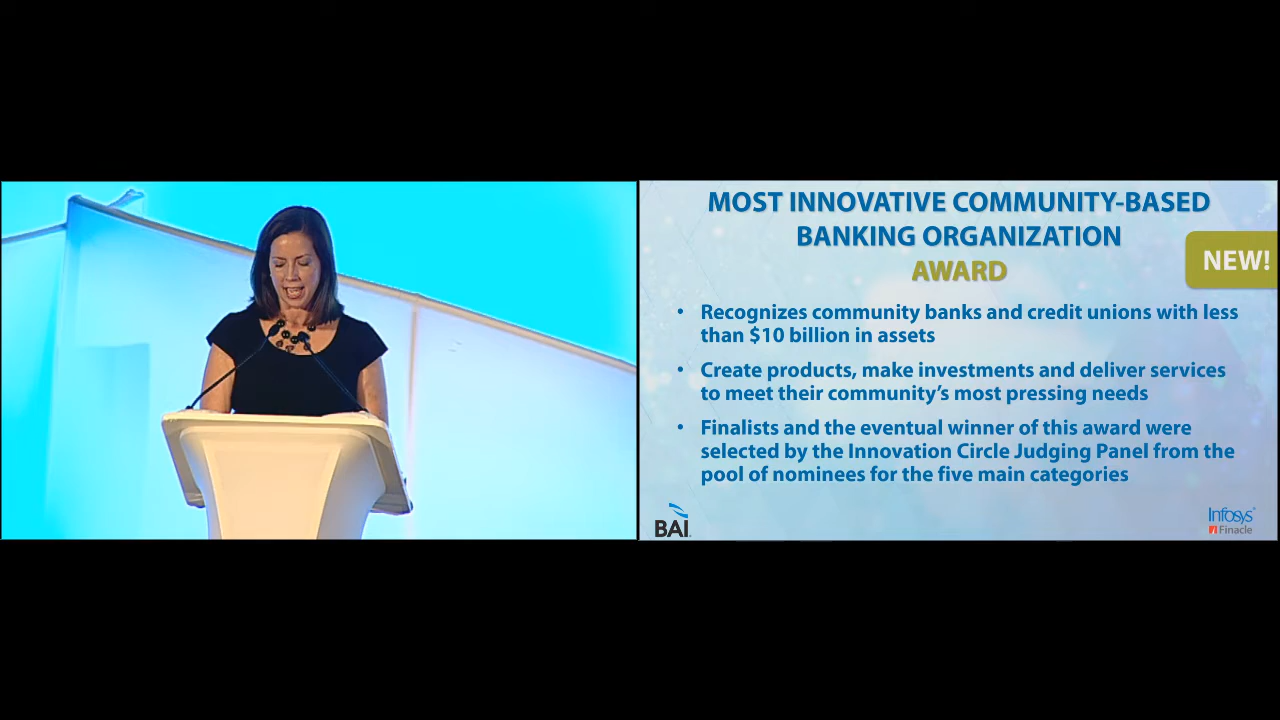 MOST INNOVATIVE COMMUNITY-BASED
BANKING ORGANIZATION
AWARD
NEW!
• Recognizes community banks and credit unions with less
than $10 billion in assets
• Create products, make investments and deliver services
to meet their community’s most pressing needs
• Finalists and the eventual winner of this award were
selected by the Innovation Circle Judging Panel from the
pool of nominees for the five main categories
BAI
Infosys
Finacle